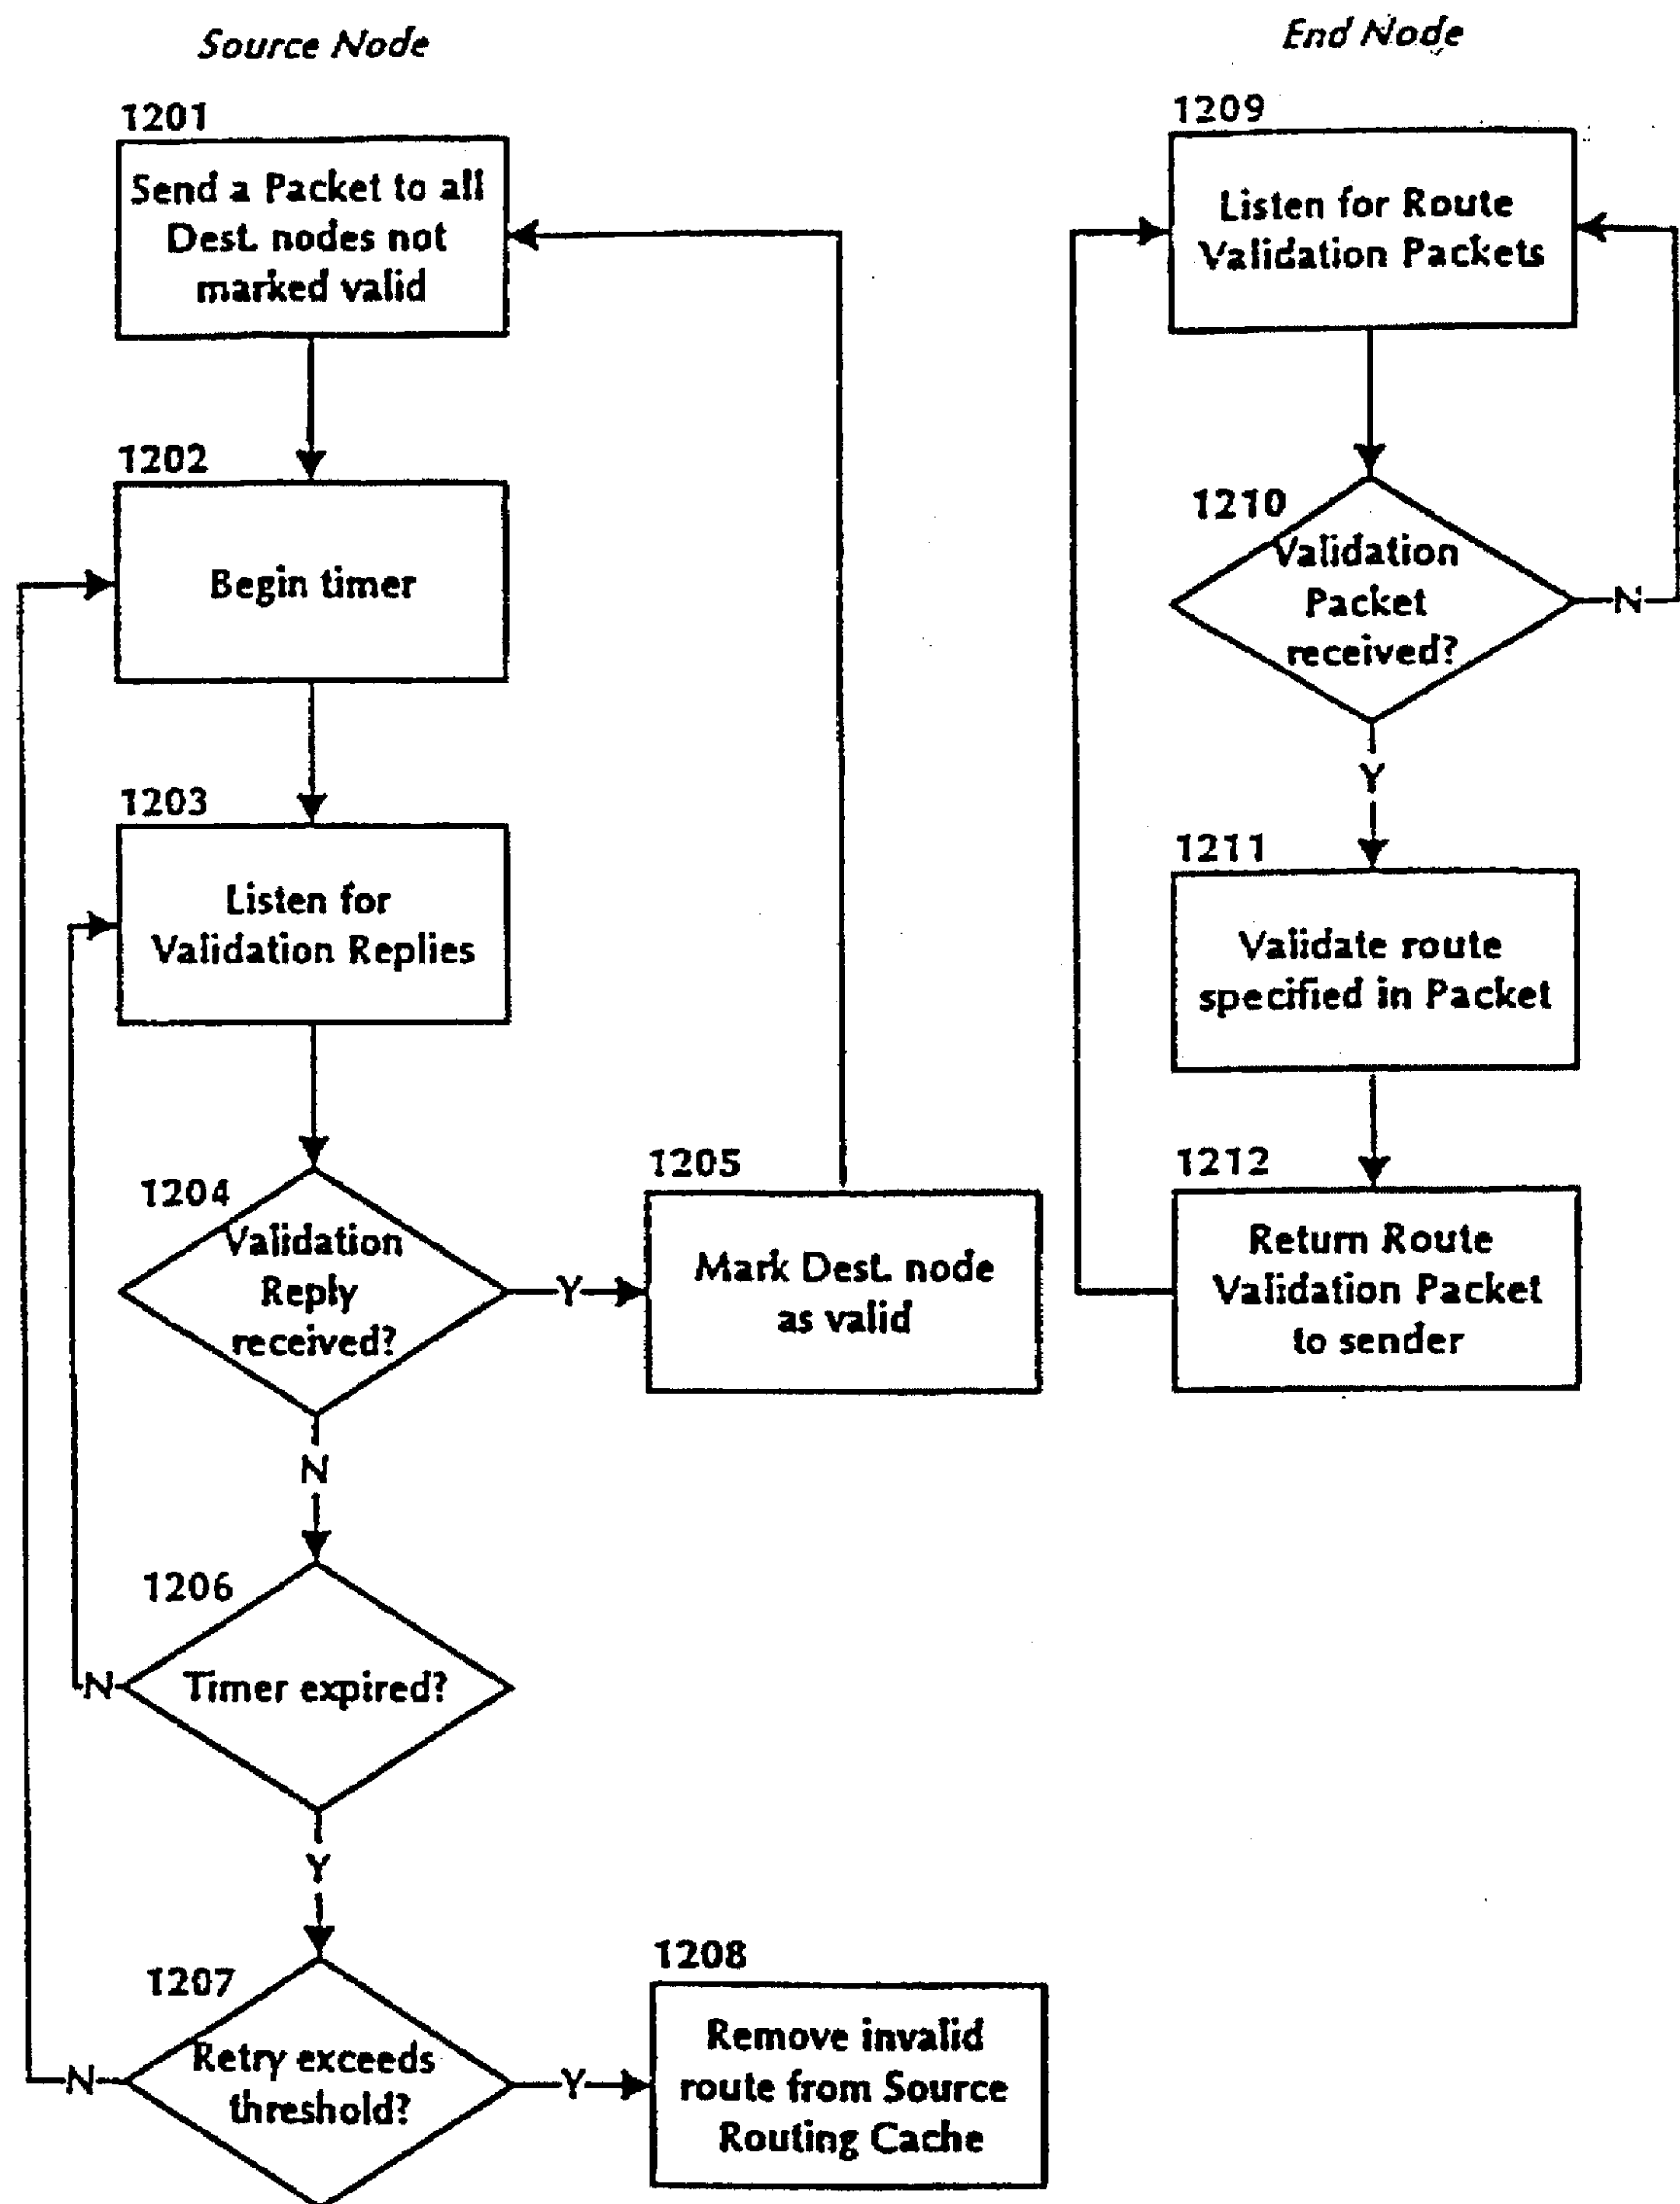 Source Node
1201
Send a Packet to all
Dest. nodes not
marked valid
1202
Begin timer
1203
Listen for
Validation Replies
1204
Validation
Reply
received?
Y
1205
Mark Dest. node
as valid
N
1206
Timer expired?
N
Y
1207
Retry exceeds
threshold?
N
Y
1208
Remove invalid
route from Source
Routing Cache
End Node
1209
Listen for Route
Validation Packets
1210
Validation
Packet
received?
N
Y
1211
Validate route
specified in Packet
1212
Return Route
Validation Packet
to sender